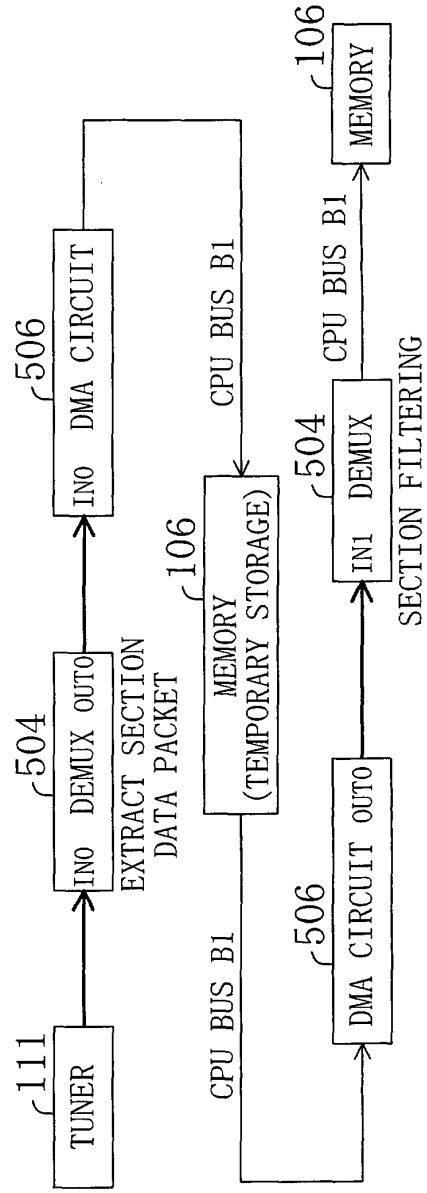 111
TUNER
504
IN0 DEMUX OUT0
EXTRACT SECTION
DATA PACKET
506
IN0 DMA CIRCUIT
CPU BUS B1
106
MEMORY
(TEMPORARY STORAGE)
CPU BUS B1
506
DMA CIRCUIT OUT0
504
IN1 DEMUX
SECTION FILTERING
CPU BUS B1
106
MEMORY